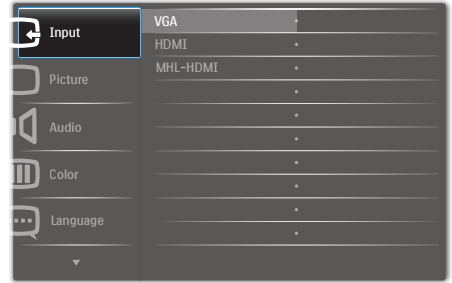 Input
Picture
Audio
Color
Language
VGA
HDMI
MHL-HDMI